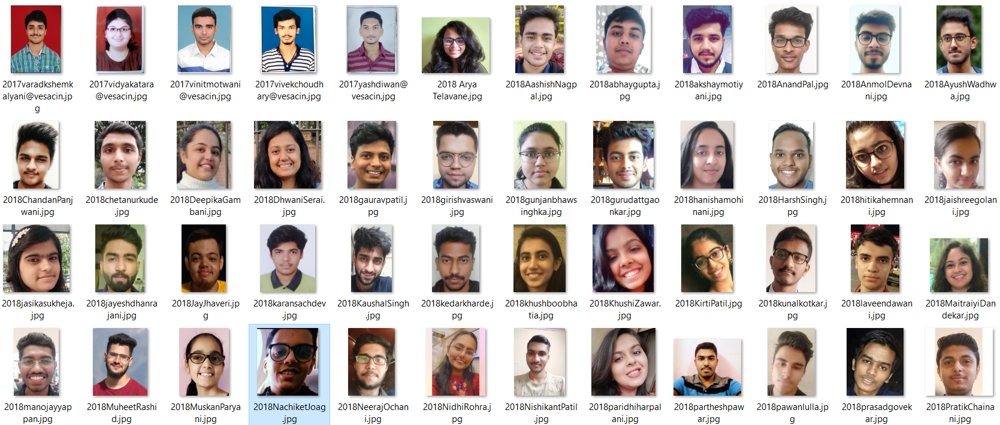 2017varadkshemk
alyani@vesacin.jp
g
2017vidyakatara
@vesacin.jpg
2017vinitmotwani
@vesacin.jpg
2017vivekchoudh
ary@vesacin.jpg
2017yashdiwan@
vesacin.jpg
2018 Arya
Telavane.jpg
2018AashishNagp
al.jpg
2018abhaygupta.j
pg
2018akshaymotiy
ani.jpg
2018AnandPal.jpg
2018AnmolDevna
ni.jpg
2018AyushWadhw
a.jpg
2018ChandanPanj
wani.jpg
2018chetanurkude
.jpg
2018DeepikaGam
bani.jpg
2018DhwaniSerai.
jpg
2018gauravpatil.j
pg
2018girishvaswani
.jpg
2018gunjanbhaws
inghka.jpg
2018gurudattgao
nkar.jpg
2018hanishamohi
nani.jpg
2018HarshSingh.j
pg
2018hitikahemnan
i.jpg
2018jaishreegolan
i.jpg
2018jasikasukheja.
jpg
2018jayeshdhanra
jani.jpg
2018JayJhaveri.jp
g
2018karansachdev
.jpg
2018KaushalSingh
.jpg
2018kedarkharde.j
pg
2018khushboobha
tia.jpg
2018KhushiZawar.
jpg
2018KirtiPatil.jpg
2018kunalkotkar.j
pg
2018laveendawan
i.jpg
2018MaitraiyiDan
dekar.jpg
2018manojayyap
pan.jpg
2018MuheetRashi
d.jpg
2018MuskanParya
ni.jpg
2018NachiketJoag
.jpg
2018NeerajOchan
i.jpg
2018NidhiRohra.j
pg
2018NishikantPatil
.jpg
2018paridhiharpal
ani.jpg
2018partheshpaw
ar.jpg
2018pawanlulla.jp
g
2018prasadgovek
ar.jpg
2018PratikChaina
ni.jpg